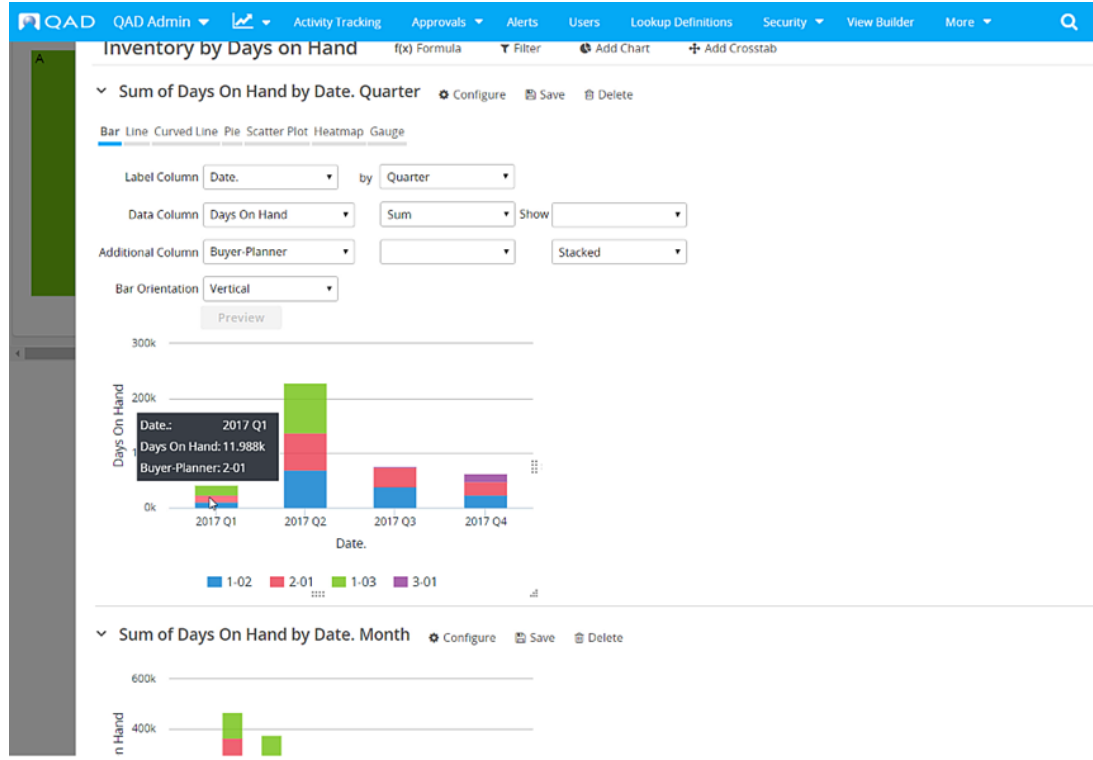 QAD QAD Admin Activity Tracking Approvals Alerts Users Lookup Definitions Security View Builder More
A
Inventory by Days on Hand f(x) Formula Filter Add Chart Add Crosstab
Sum of Days On Hand by Date. Quarter Configure Save Delete
Bar Line Curved Line Pie Scatter Plot Heatmap Gauge
Label Column Date. by Quarter
Data Column Days On Hand Sum Show
Additional Column Buyer-Planner Stacked
Bar Orientation Vertical
Preview
300k
200k
Days On Hand
Date.: 2017 Q1
Days On Hand: 11.988k
Buyer-Planner: 2-01
0k
2017 Q1 2017 Q2 2017 Q3 2017 Q4
Date.
1-02 2-01 1-03 3-01
Sum of Days On Hand by Date. Month Configure Save Delete
600k
400k
n Hand